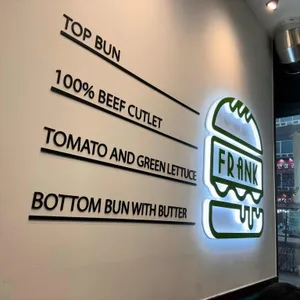 TOP BUN
100% BEEF CUTLET
TOMATO AND GREEN LETTUCE
FRANK
BOTTOM BUN WITH BUTTER